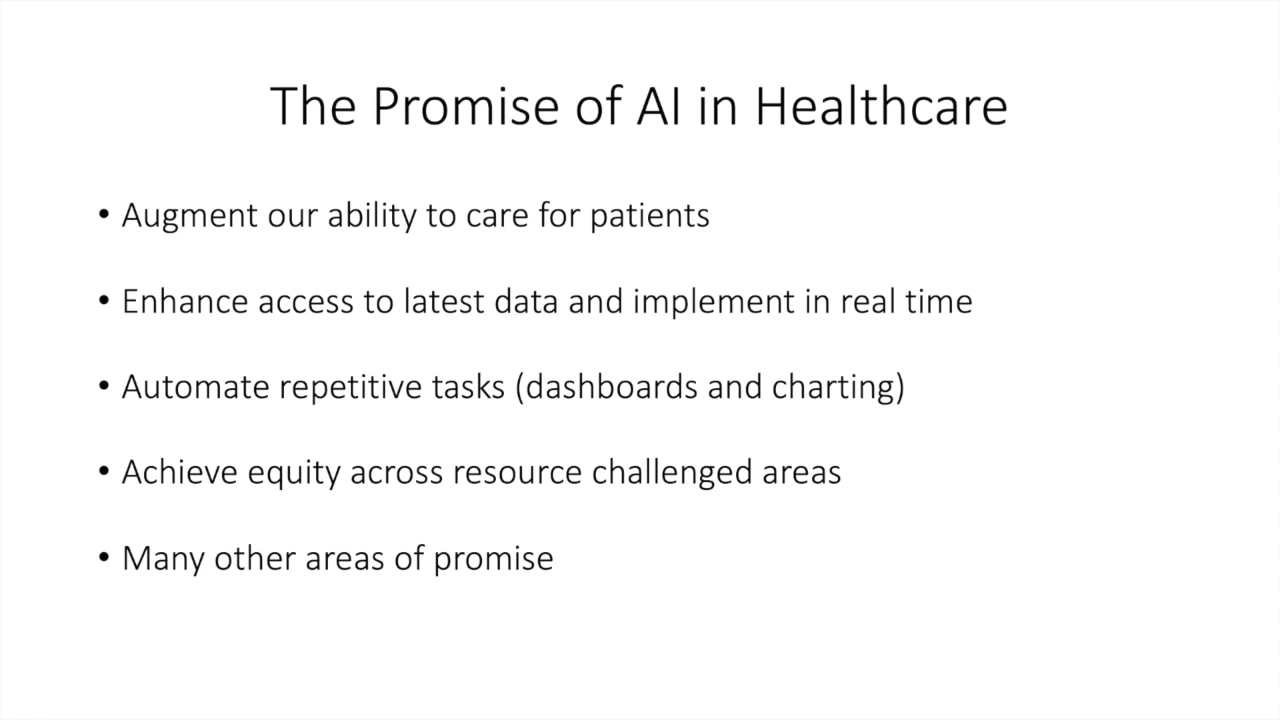 The Promise of AI in Healthcare
• Augment our ability to care for patients
• Enhance access to latest data and implement in real time
• Automate repetitive tasks (dashboards and charting)
• Achieve equity across resource challenged areas
• Many other areas of promise